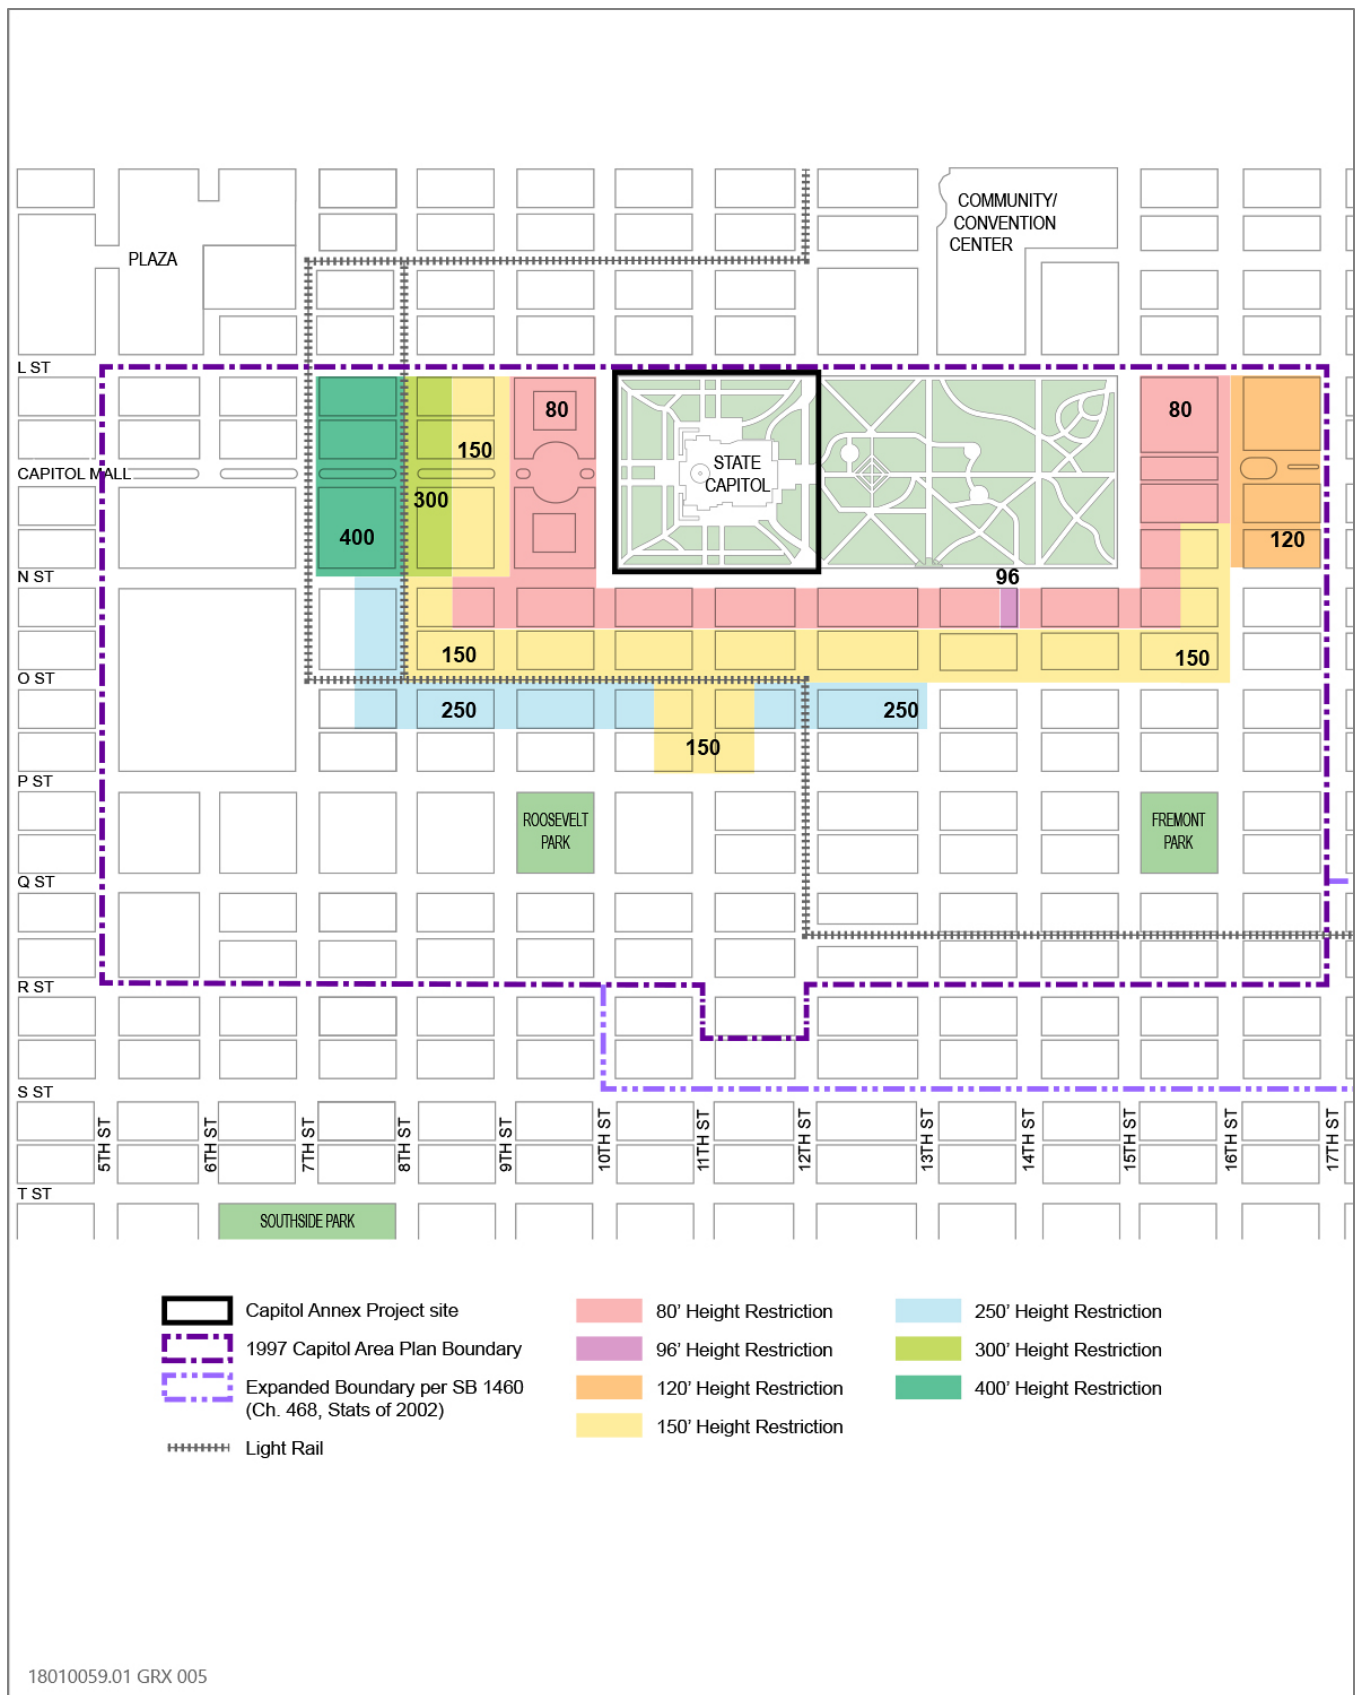 COMMUNITY/
CONVENTION
CENTER
PLAZA
L ST
80
80
150
CAPITOL MALL
STATE
CAPITOL
300
400
120
N ST
96
150
150
O ST
250
250
150
P ST
ROOSEVELT
PARK
FREMONT
PARK
Q ST
R ST
S ST
5TH ST
6TH ST
7TH ST
8TH ST
9TH ST
10TH ST
11TH ST
12TH ST
13TH ST
14TH ST
15TH ST
16TH ST
17TH ST
T ST
SOUTHSIDE PARK
Capitol Annex Project site
1997 Capitol Area Plan Boundary
Expanded Boundary per SB 1460
(Ch. 468, Stats of 2002)
Light Rail
80’ Height Restriction
96’ Height Restriction
120’ Height Restriction
150’ Height Restriction
250’ Height Restriction
300’ Height Restriction
400’ Height Restriction
18010059.01 GRX 005